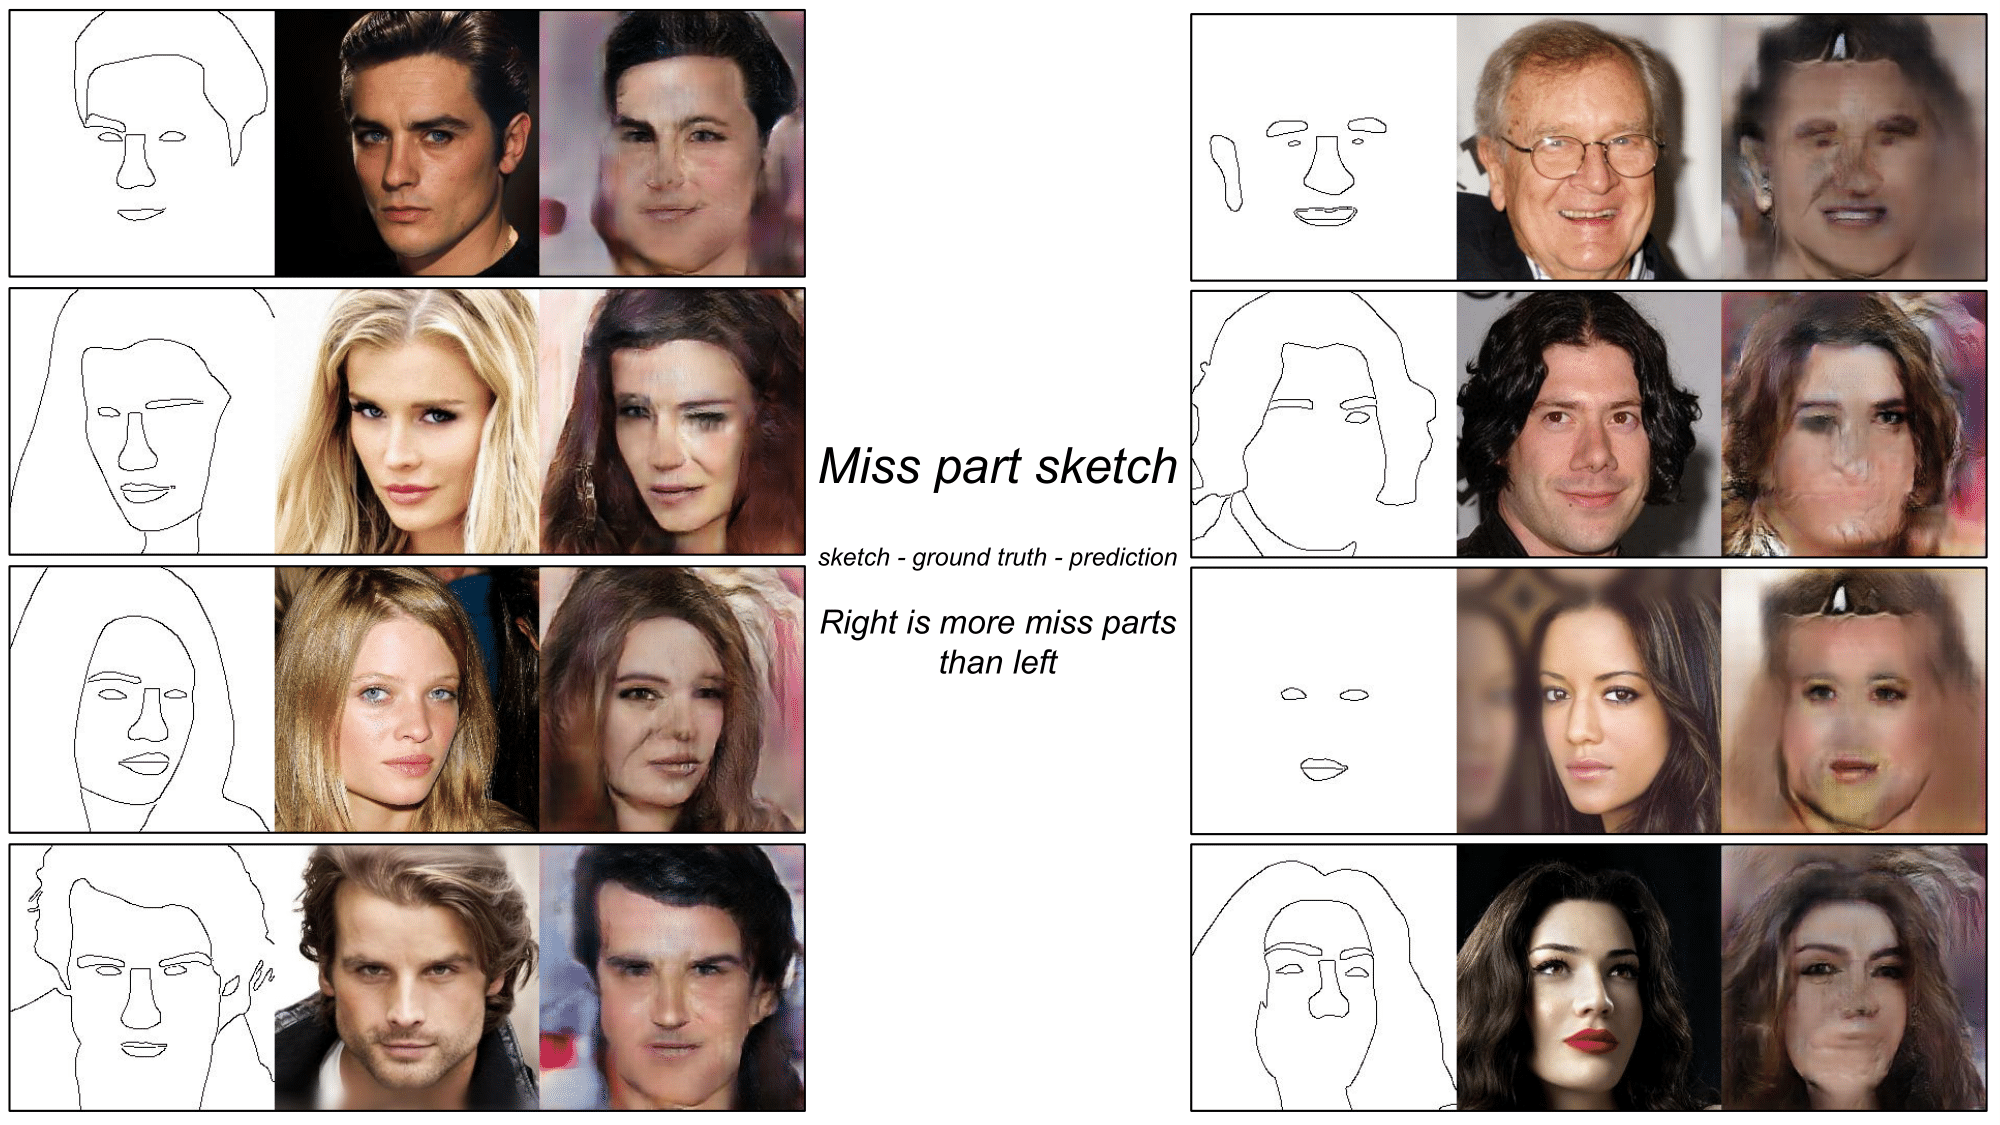 Miss part sketch
sketch - ground truth - prediction
Right is more miss parts
than left